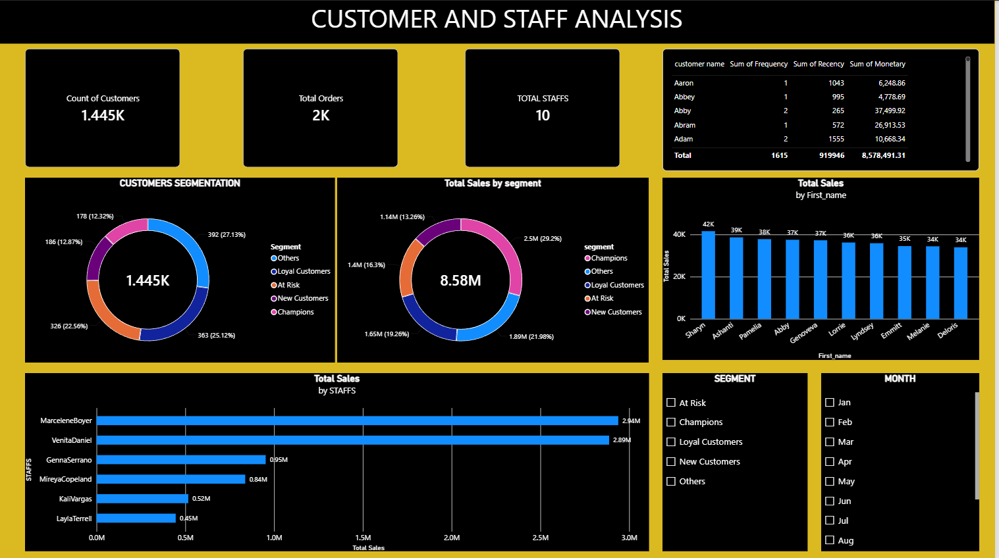 CUSTOMER AND STAFF ANALYSIS
Count of Customers
1.445K
Total Orders
2K
TOTAL STAFFS
10
customer name Sum of Frequency Sum of Recency Sum of Monetary
Aaron 1 1043 6,248.86
Abbey 1 995 4,778.69
Abby 2 265 37,499.92
Abram 1 572 26,913.53
Adam 2 1555 10,668.34
Total 1615 919946 8,578,491.31
CUSTOMERS SEGMENTATION
178 (12.32%)
392 (27.13%)
186 (12.87%)
1.445K
326 (22.56%)
363 (25.12%)
Segment
Others
Loyal Customers
At Risk
New Customers
Champions
Total Sales by segment
1.14M (13.26%)
2.5M (29.2%)
1.4M (16.3%)
8.58M
1.65M (19.26%)
1.89M (21.98%)
segment
Champions
Others
Loyal Customers
At Risk
New Customers
Total Sales
by First_name
Total Sales
40K
20K
0K
42K 39K 38K 37K 37K 36K 36K 35K 34K 34K
Sharyn Ashanti Pamelia Abby Genoveva Lorrie Lyndsey Emmitt Melanie Deloris
First_name
Total Sales
by STAFFS
STAFFS
MarceleneBoyer 2.94M
VenitaDaniel 2.89M
GennaSerrano 0.95M
MireyaCopeland 0.84M
KaliVargas 0.52M
LaylaTerrell 0.45M
0.0M 0.5M 1.0M 1.5M 2.0M 2.5M 3.0M
Total Sales
SEGMENT
At Risk
Champions
Loyal Customers
New Customers
Others
MONTH
Jan
Feb
Mar
Apr
May
Jun
Jul
Aug